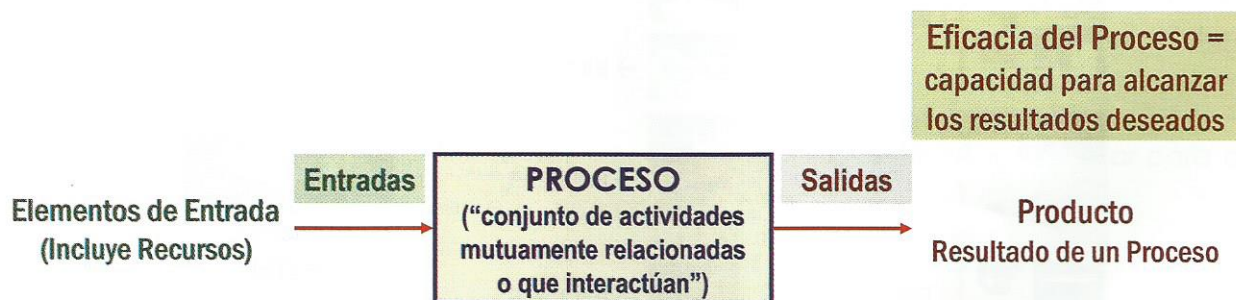 Eficacia del Proceso =
capacidad para alcanzar
los resultados deseados
Entradas
PROCESO
Salidas
Elementos de Entrada
(Incluye Recursos)
(“conjunto de actividades
mutuamente relacionadas
o que interactúan”)
Producto
Resultado de un Proceso